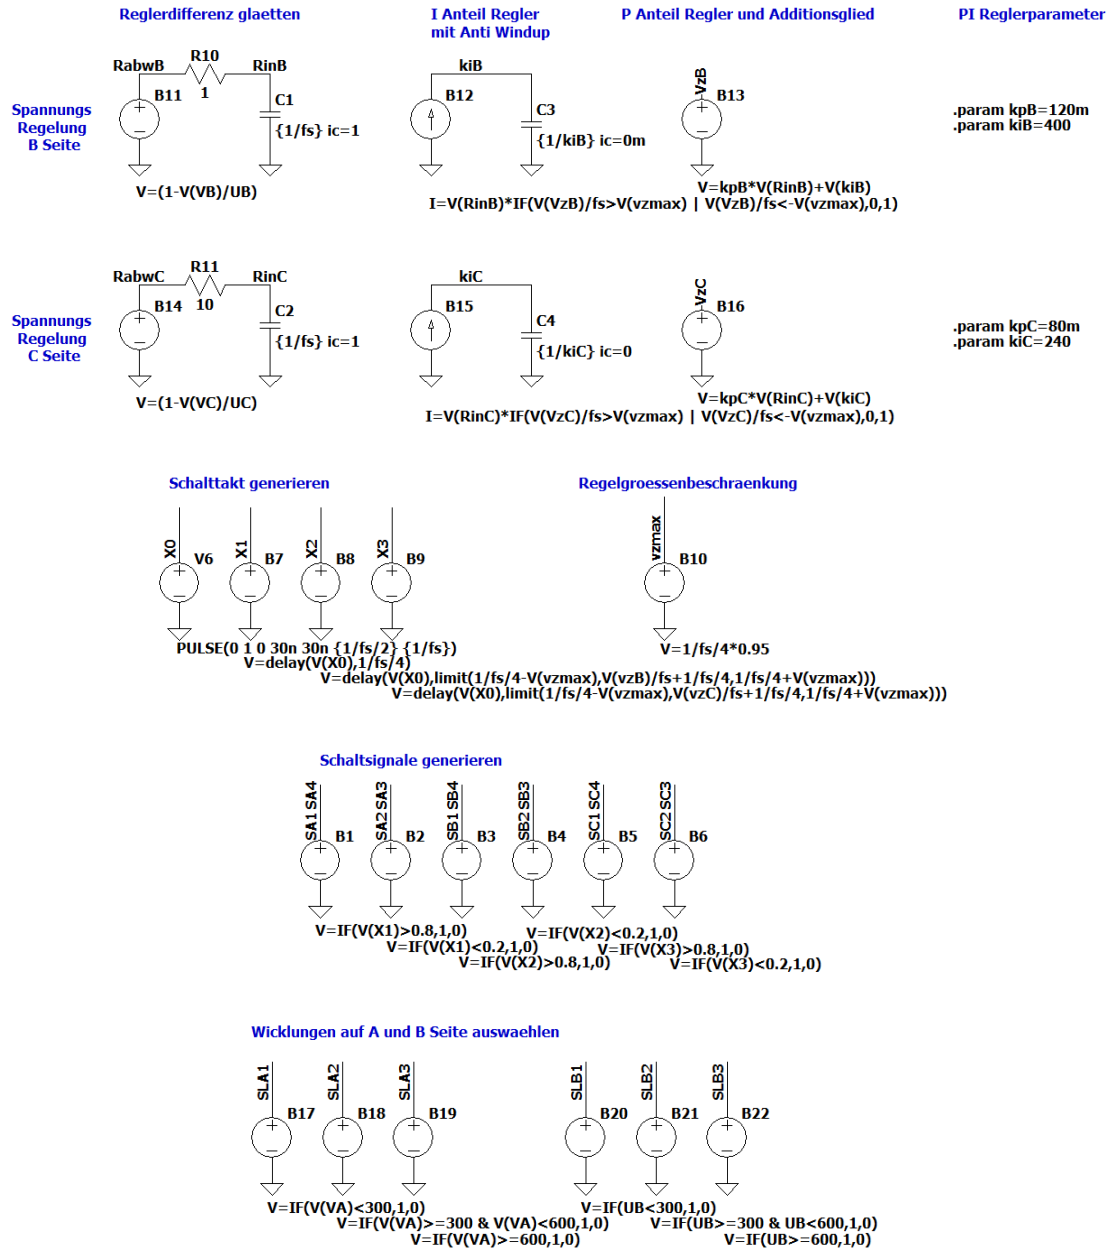 Reglerdifferenz glaetten
I Anteil Regler
mit Anti Windup
P Anteil Regler und Additionsglied
PI Reglerparameter
RabwB
R10
RinB
kiB
VzB
B11
1
C1
B12
C3
B13
Spannungs
Regelung
B Seite
{1/fs} ic=1
{1/kiB} ic=0m
.param kpB=120m
.param kiB=400
V=(1-V(VB)/UB)
V=kpB*V(RinB)+V(kiB)
I=V(RinB)*IF(V(VzB)/fs>V(vzmax) | V(VzB)/fs<-V(vzmax),0,1)
RabwC
R11
RinC
kiC
VzC
B14
10
C2
B15
C4
B16
Spannungs
Regelung
C Seite
{1/fs} ic=1
{1/kiC} ic=0
.param kpC=80m
.param kiC=240
V=(1-V(VC)/UC)
V=kpC*V(RinC)+V(kiC)
I=V(RinC)*IF(V(VzC)/fs>V(vzmax) | V(VzC)/fs<-V(vzmax),0,1)
Schalttakt generieren
Regelgroessenbeschraenkung
X0
V6
X1
B7
X2
B8
X3
B9
vzmax
B10
PULSE(0 1 0 30n 30n {1/fs/2} {1/fs})
V=1/fs/4*0.95
V=delay(V(X0),1/fs/4)
V=delay(V(X0),limit(1/fs/4-V(vzmax),V(vzB)/fs+1/fs/4,1/fs/4+V(vzmax)))
V=delay(V(X0),limit(1/fs/4-V(vzmax),V(vzC)/fs+1/fs/4,1/fs/4+V(vzmax)))
Schaltsignale generieren
SA1 SA4
B1
SA2 SA3
B2
SB1 SB4
B3
SB2 SB3
B4
SC1 SC4
B5
SC2 SC3
B6
V=IF(V(X1)>0.8,1,0)
V=IF(V(X2)<0.2,1,0)
V=IF(V(X1)<0.2,1,0)
V=IF(V(X3)>0.8,1,0)
V=IF(V(X2)>0.8,1,0)
V=IF(V(X3)<0.2,1,0)
Wicklungen auf A und B Seite auswaehlen
SLA1
B17
SLA2
B18
SLA3
B19
SLB1
B20
SLB2
B21
SLB3
B22
V=IF(V(VA)<300,1,0)
V=IF(UB<300,1,0)
V=IF(V(VA)>=300 & V(VA)<600,1,0)
V=IF(UB>=300 & UB<600,1,0)
V=IF(V(VA)>=600,1,0)
V=IF(UB>=600,1,0)